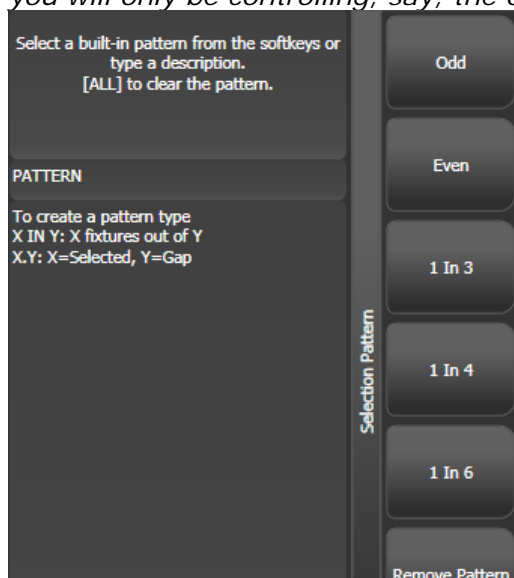 you will only be controlling, say, the
Select a built-in pattern from the softkeys or
type a description.
[ALL] to clear the pattern.
PATTERN
To create a pattern type
X IN Y: X fixtures out of Y
X.Y: X=Selected, Y=Gap
Selection Pattern
Odd
Even
1 In 3
1 In 4
1 In 6
Remove Pattern